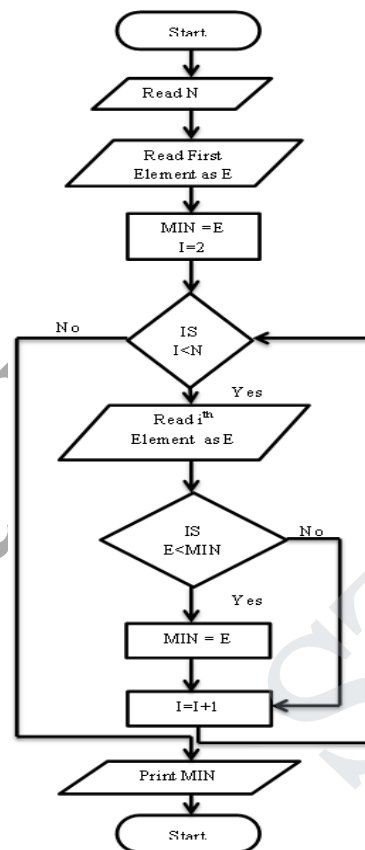 Start
Read N
Read First
Element as E
MIN = E
I=2
IS
I<N
No
Yes
Read ith
Element as E
IS
E<MIN
No
Yes
MIN = E
I=I+1
Print MIN
Start